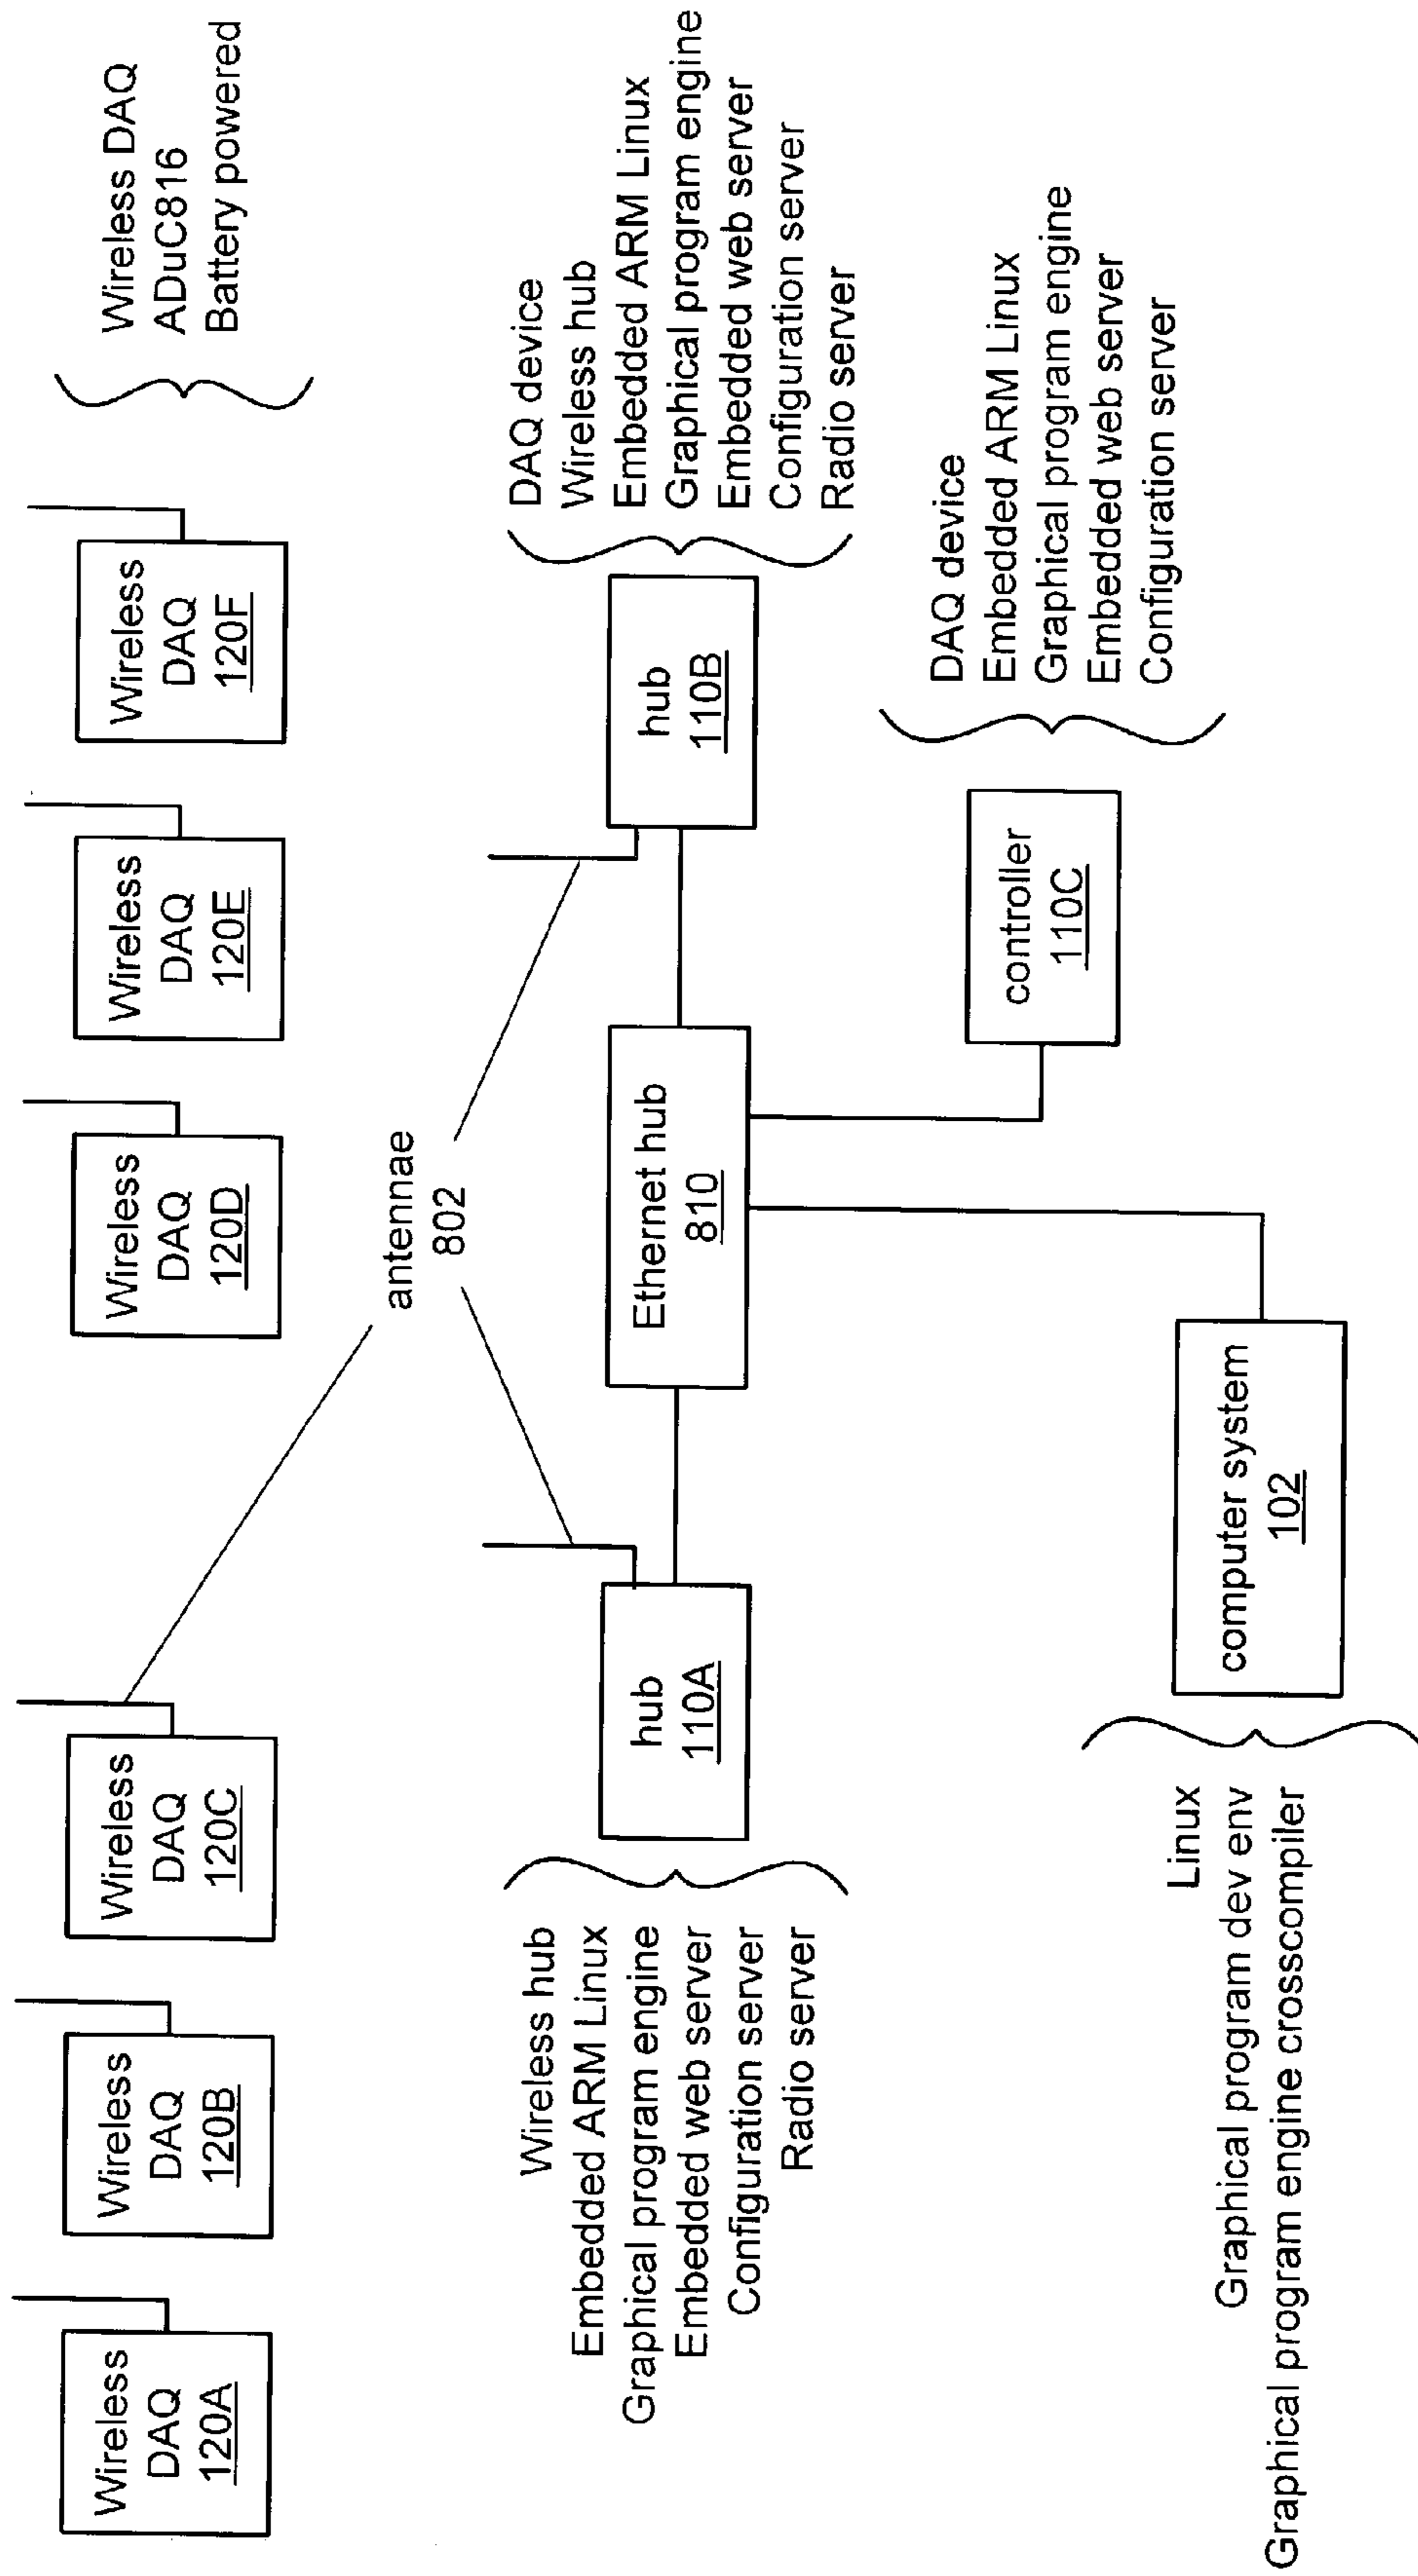 Wireless
DAQ
120A
Wireless
DAQ
120B
Wireless
DAQ
120C
Wireless
DAQ
120D
Wireless
DAQ
120E
Wireless
DAQ
120F
Wireless DAQ
ADuC816
Battery powered
antennae
802
Wireless hub
Embedded ARM Linux
Graphical program engine
Embedded web server
Configuration server
Radio server
hub
110A
Ethernet hub
810
hub
110B
DAQ device
Wireless hub
Embedded ARM Linux
Graphical program engine
Embedded web server
Configuration server
Radio server
controller
110C
DAQ device
Embedded ARM Linux
Graphical program engine
Embedded web server
Configuration server
Linux
Graphical program dev env
Graphical program engine crosscompiler
computer system
102